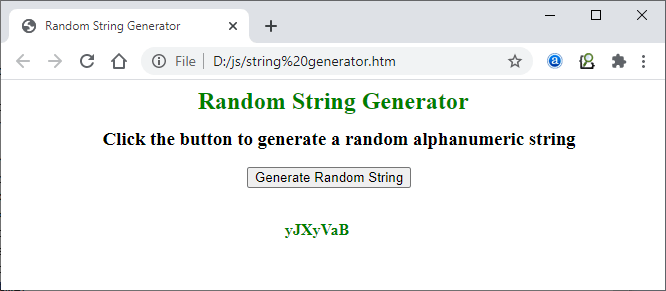 Random String Generator
File D:/js/string%20generator.htm
a
Random String Generator
Click the button to generate a random alphanumeric string
Generate Random String
yJXyVaB